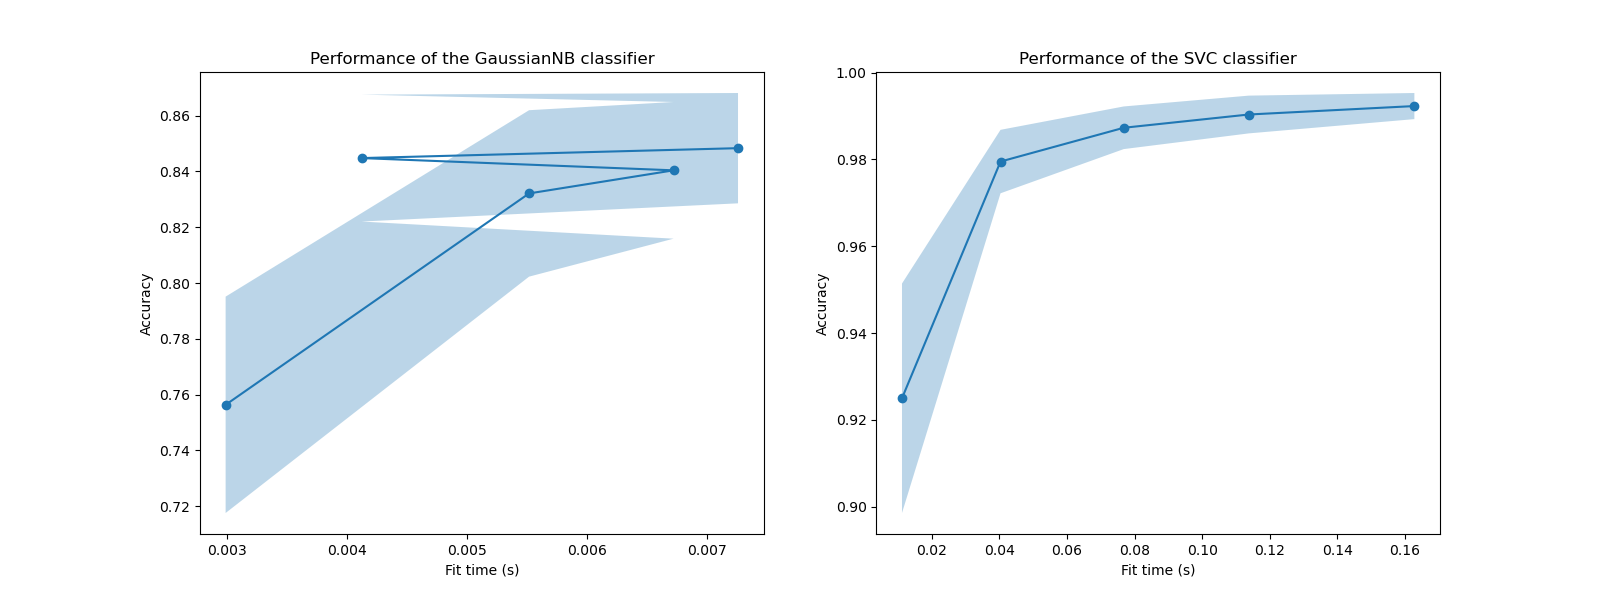 Performance of the GaussianNB classifier
0.86
0.84
0.82
0.80
0.78
0.76
0.74
0.72
Accuracy
0.003 0.004 0.005 0.006 0.007
Fit time (s)
Performance of the SVC classifier
1.00
0.98
0.96
0.94
0.92
0.90
Accuracy
0.02 0.04 0.06 0.08 0.10 0.12 0.14 0.16
Fit time (s)